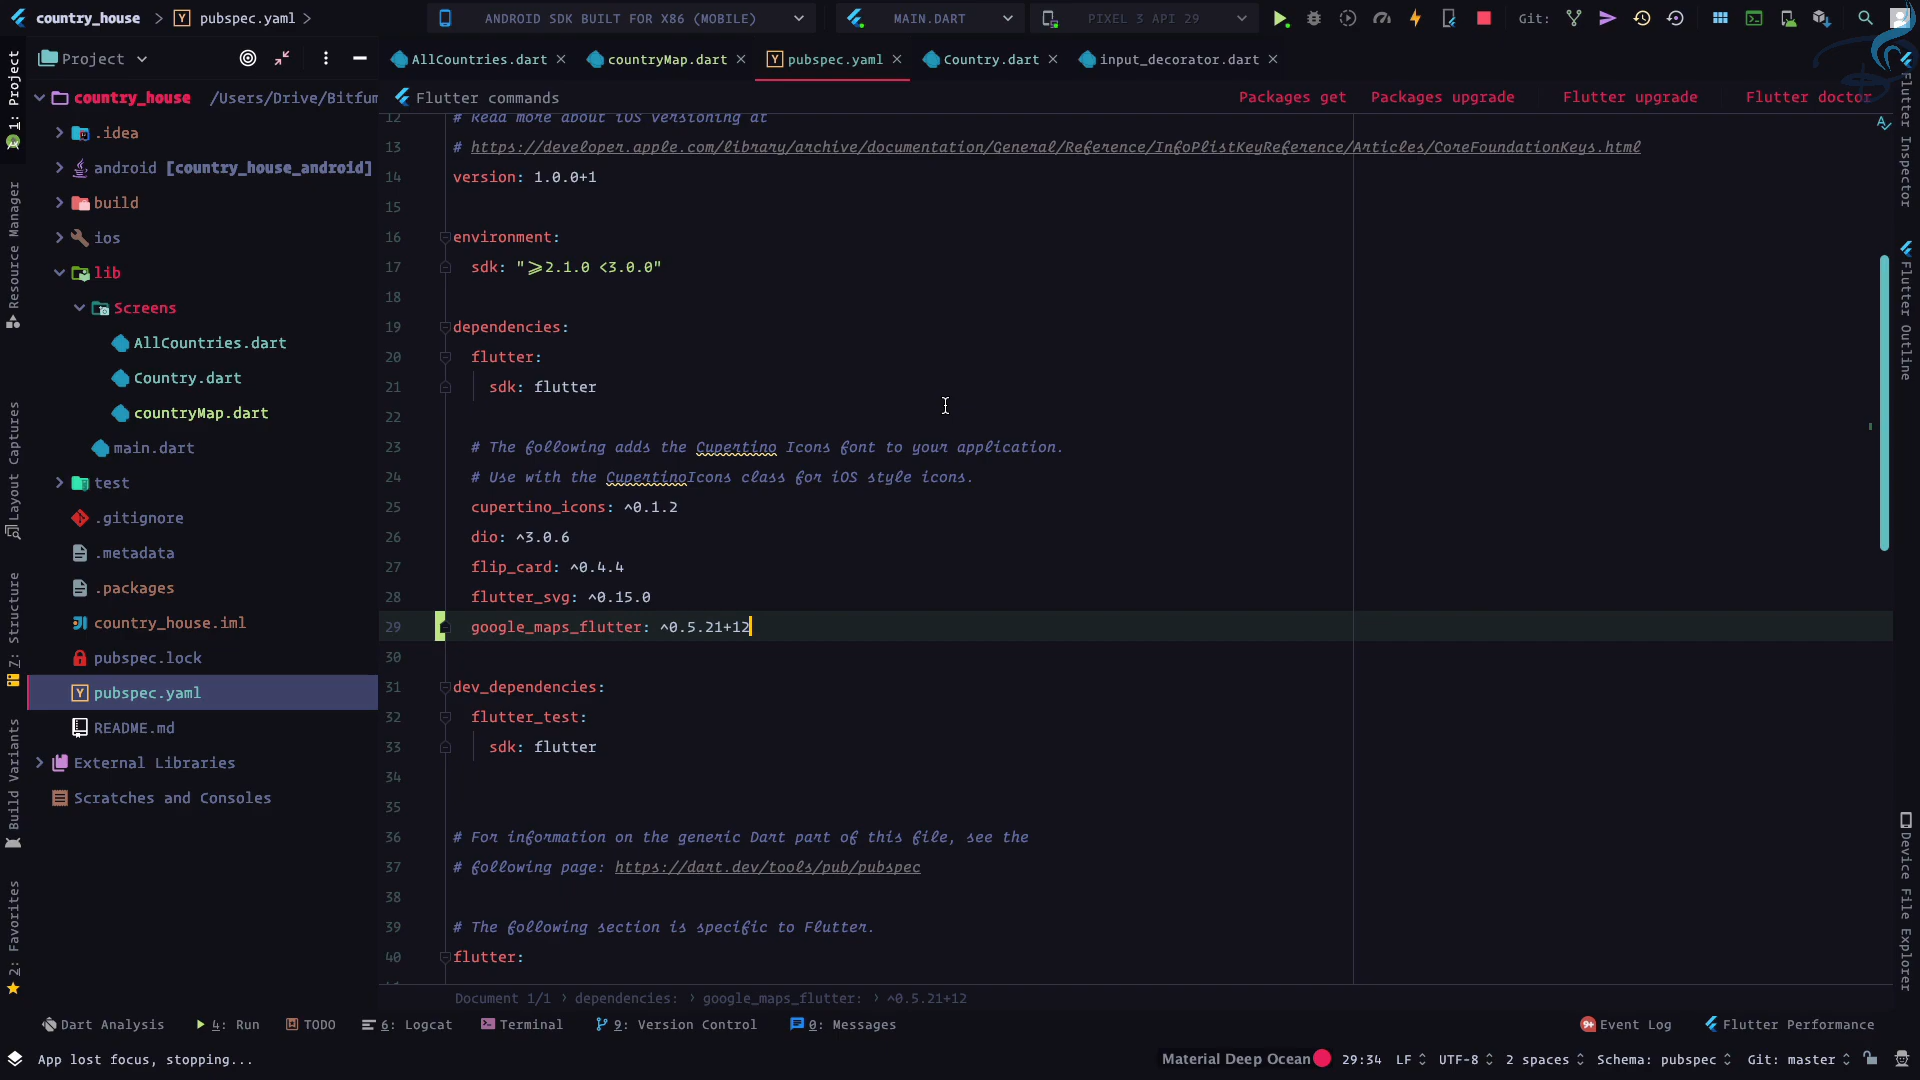 country_house > pubspec.yaml >
ANDROID SDK BUILT FOR X86 (MOBILE)
MAIN.DART
PIXEL 3 API 29
Git:
Project
AllCountries.dart
countryMap.dart
pubspec.yaml
Country.dart
input_decorator.dart
country_house /Users/Drive/Bitfum
Flutter commands
Packages get
Packages upgrade
Flutter upgrade
Flutter doctor
.idea
android [country_house_android]
build
ios
lib
Screens
AllCountries.dart
Country.dart
countryMap.dart
main.dart
test
.gitignore
.metadata
.packages
country_house.iml
pubspec.lock
pubspec.yaml
README.md
External Libraries
Scratches and Consoles
12 # Read more about iOS versioning at
13 # https://developer.apple.com/library/archive/documentation/General/Reference/InfoPlistKeyReference/Articles/CoreFoundationKeys.html
14 version: 1.0.0+1
15
16 environment:
17 sdk: "≥2.1.0 <3.0.0"
18
19 dependencies:
20 flutter:
21 sdk: flutter
22
23 # The following adds the Cupertino Icons font to your application.
24 # Use with the CupertinoIcons class for iOS style icons.
25 cupertino_icons: ^0.1.2
26 dio: ^3.0.6
27 flip_card: ^0.4.4
28 flutter_svg: ^0.15.0
29 google_maps_flutter: ^0.5.21+12
30
31 dev_dependencies:
32 flutter_test:
33 sdk: flutter
34
35
36 # For information on the generic Dart part of this file, see the
37 # following page: https://dart.dev/tools/pub/pubspec
38
39 # The following section is specific to Flutter.
40 flutter:
Document 1/1 > dependencies: > google_maps_flutter: > ^0.5.21+12
1: Project
Resource Manager
Layout Captures
7: Structure
Build Variants
2: Favorites
Flutter Inspector
Flutter Outline
Device File Explorer
Dart Analysis
4: Run
TODO
6: Logcat
Terminal
9: Version Control
0: Messages
9+ Event Log
Flutter Performance
App lost focus, stopping...
Material Deep Ocean
29:34
LF
UTF-8
2 spaces
Schema: pubspec
Git: master